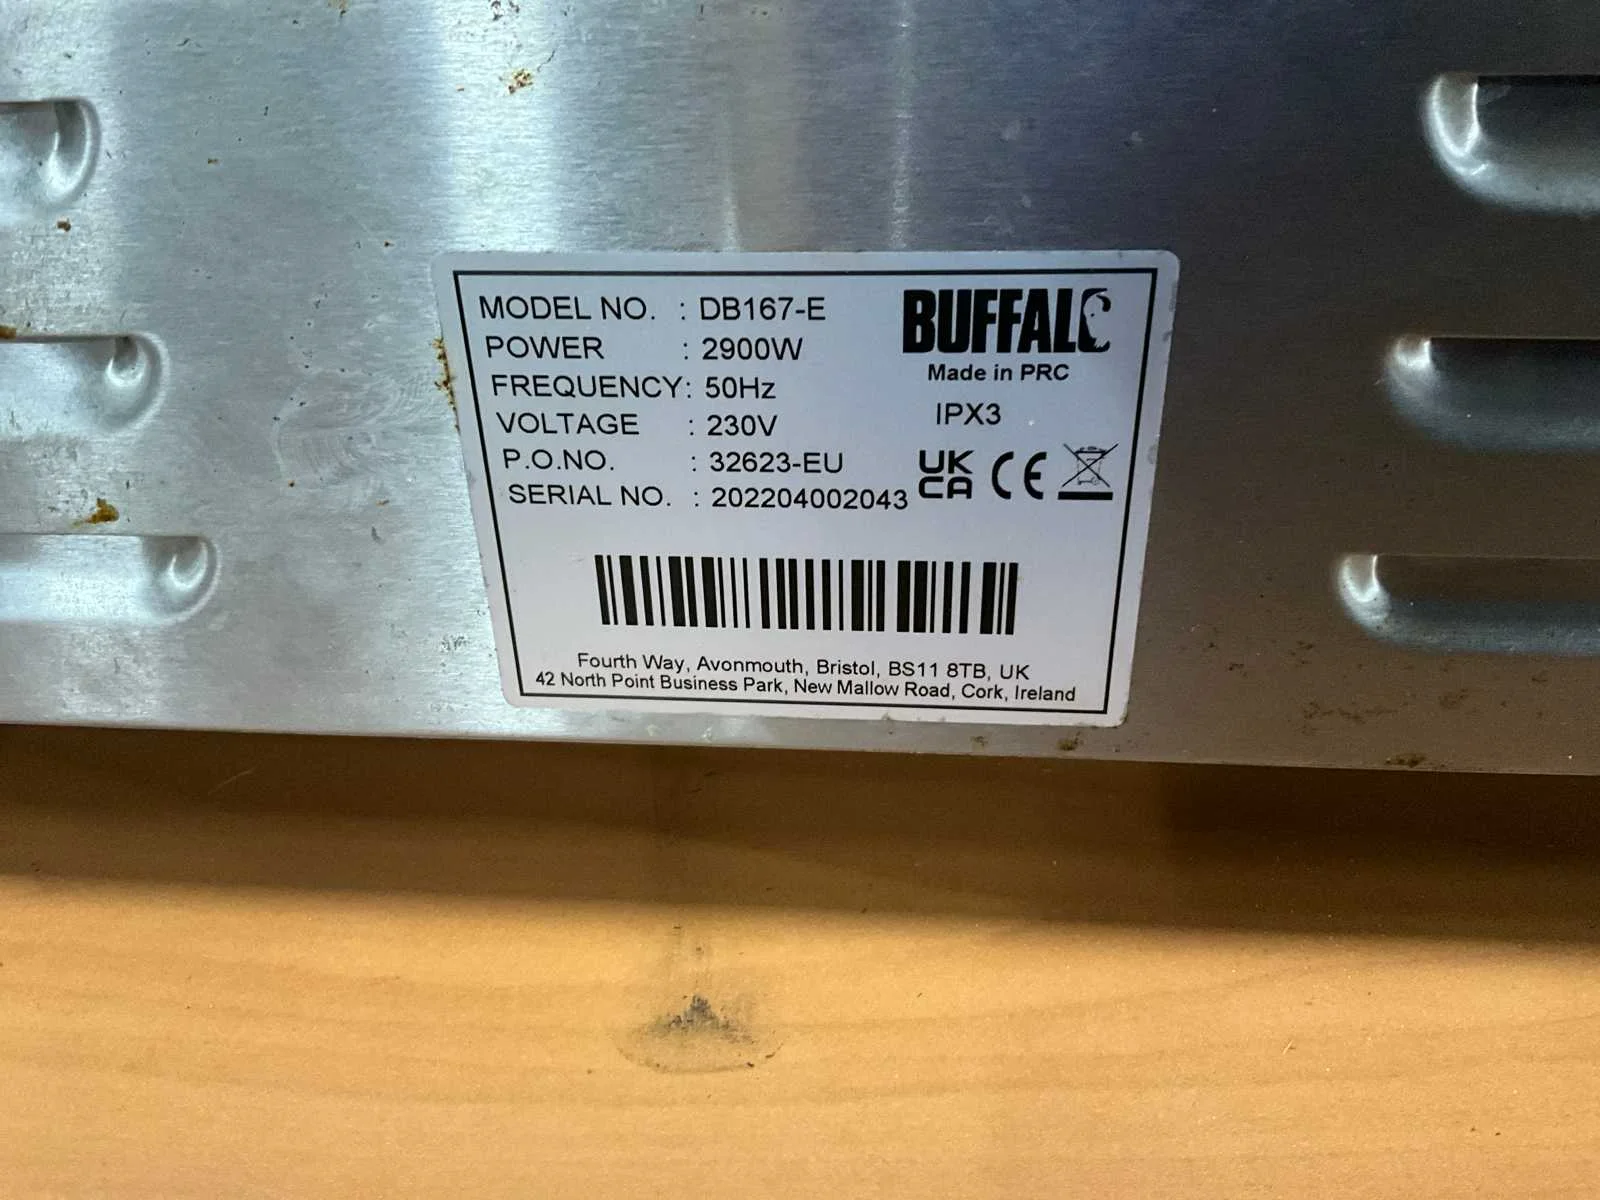 MODEL NO. : DB167-E
POWER : 2900W
FREQUENCY: 50Hz
VOLTAGE : 230V
P.O.NO. : 32623-EU
SERIAL NO. : 202204002043
BUFFALO
Made in PRC
IPX3
UK
CA CE
Fourth Way, Avonmouth, Bristol, BS11 8TB, UK
42 North Point Business Park, New Mallow Road, Cork, Ireland